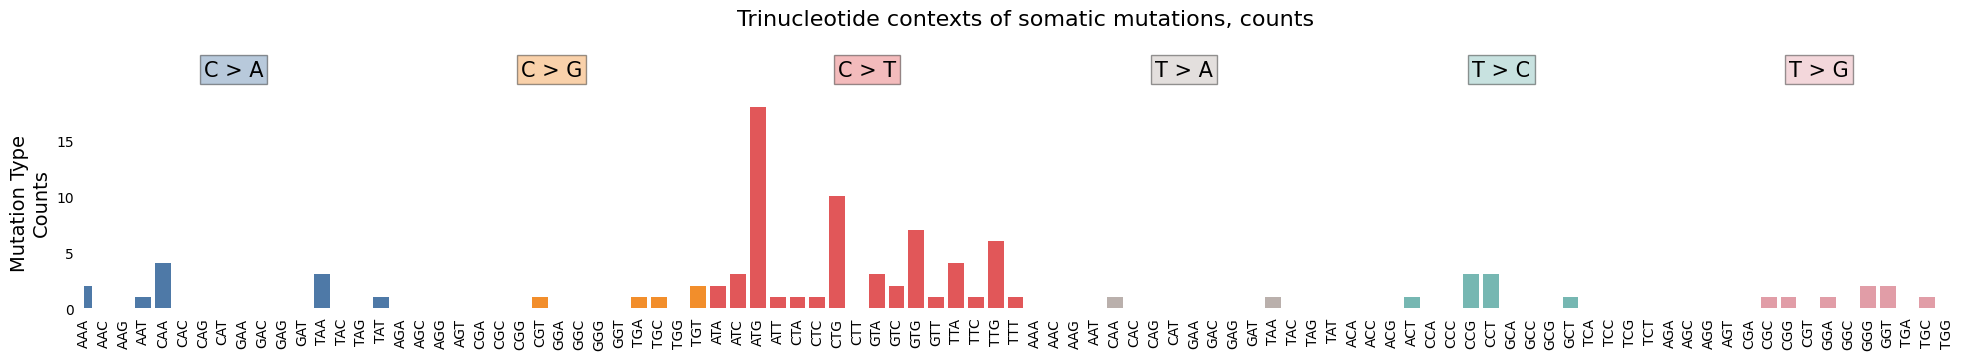 Trinucleotide contexts of somatic mutations, counts
C > A
C > G
C > T
T > A
T > C
T > G
Mutation Type
Counts
15
10
5
0
AAA AAC AAG AAT CAA CAC CAG CAT GAA GAC GAG GAT TAA TAC TAG TAT AGA AGC AGG AGT CGA CGC CGG CGT GGA GGC GGG GGT TGA TGC TGG TGT ATA ATC ATG ATT CTA CTC CTG CTT GTA GTC GTG GTT TTA TTC TTG TTT AAA AAC AAG AAT CAA CAC CAG CAT GAA GAC GAG GAT TAA TAC TAG TAT ACA ACC ACG ACT CCA CCC CCG CCT GCA GCC GCG GCT TCA TCC TCG TCT AGA AGC AGG AGT CGA CGC CGG CGT GGA GGC GGG GGT TGA TGC TGG